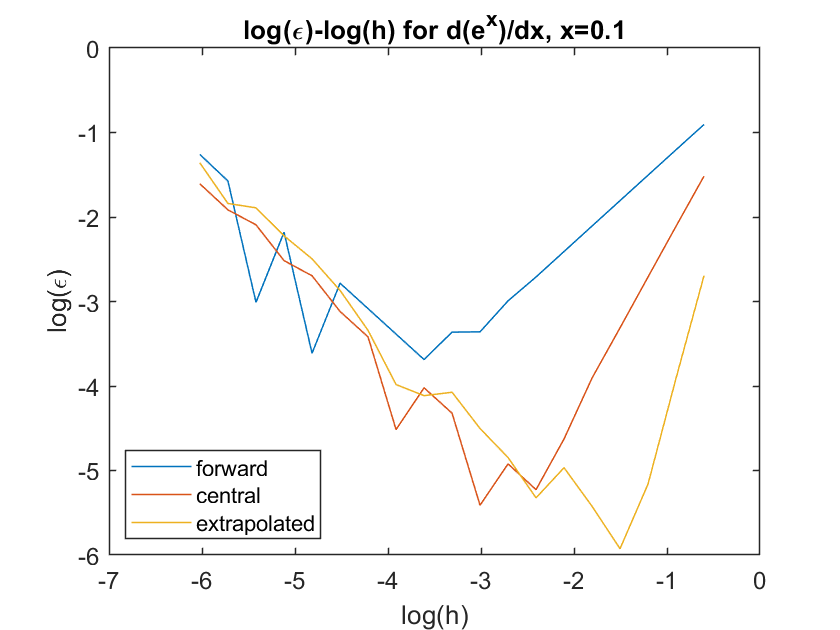 log(ϵ)-log(h) for d(e^x)/dx, x=0.1
0
-1
-2
-3
-4
-5
-6
log(ϵ)
forward
central
extrapolated
-7 -6 -5 -4 -3 -2 -1 0
log(h)